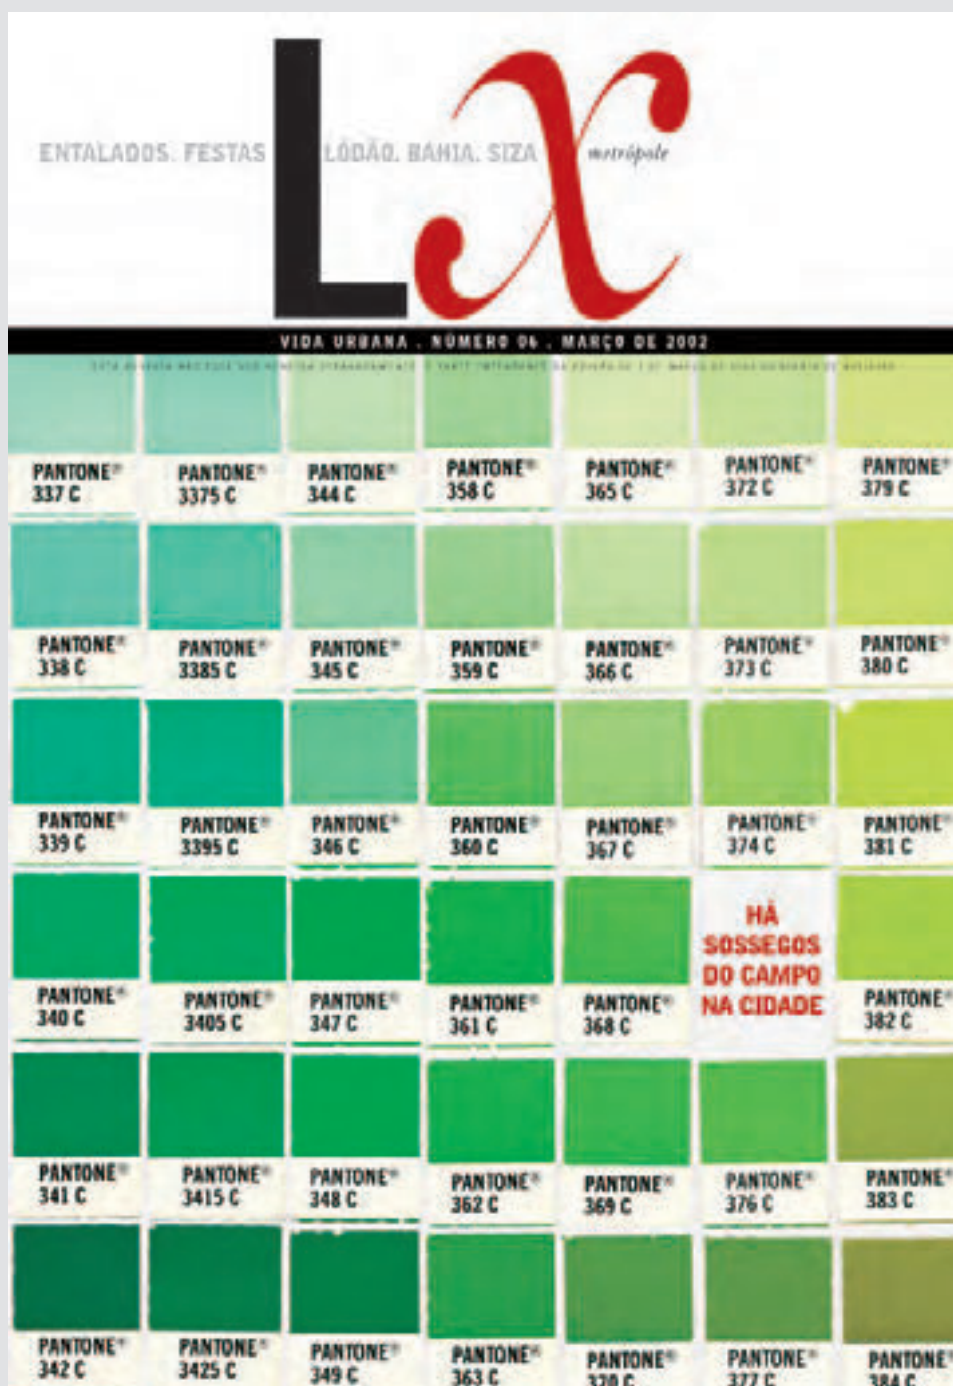 Lx
ENTALADOS. FESTAS LÓDÃO. BAHIA. SIZA metrópole
VIDA URBANA . NÚMERO 06 . MARÇO DE 2002
PANTONE® PANTONE® PANTONE® PANTONE® PANTONE® PANTONE® PANTONE®
337 C 3375 C 344 C 358 C 365 C 372 C 379 C
PANTONE® PANTONE® PANTONE® PANTONE® PANTONE® PANTONE® PANTONE®
338 C 3385 C 345 C 359 C 366 C 373 C 380 C
PANTONE® PANTONE® PANTONE® PANTONE® PANTONE® PANTONE® PANTONE®
339 C 3395 C 346 C 360 C 367 C 374 C 381 C
HÁ
SOSSEGOS
DO CAMPO
NA CIDADE
PANTONE® PANTONE® PANTONE® PANTONE® PANTONE® PANTONE®
340 C 3405 C 347 C 361 C 368 C 382 C
PANTONE® PANTONE® PANTONE® PANTONE® PANTONE® PANTONE® PANTONE®
341 C 3415 C 348 C 362 C 369 C 376 C 383 C
PANTONE® PANTONE® PANTONE® PANTONE® PANTONE® PANTONE® PANTONE®
342 C 3425 C 349 C 363 C 370 C 377 C 384 C